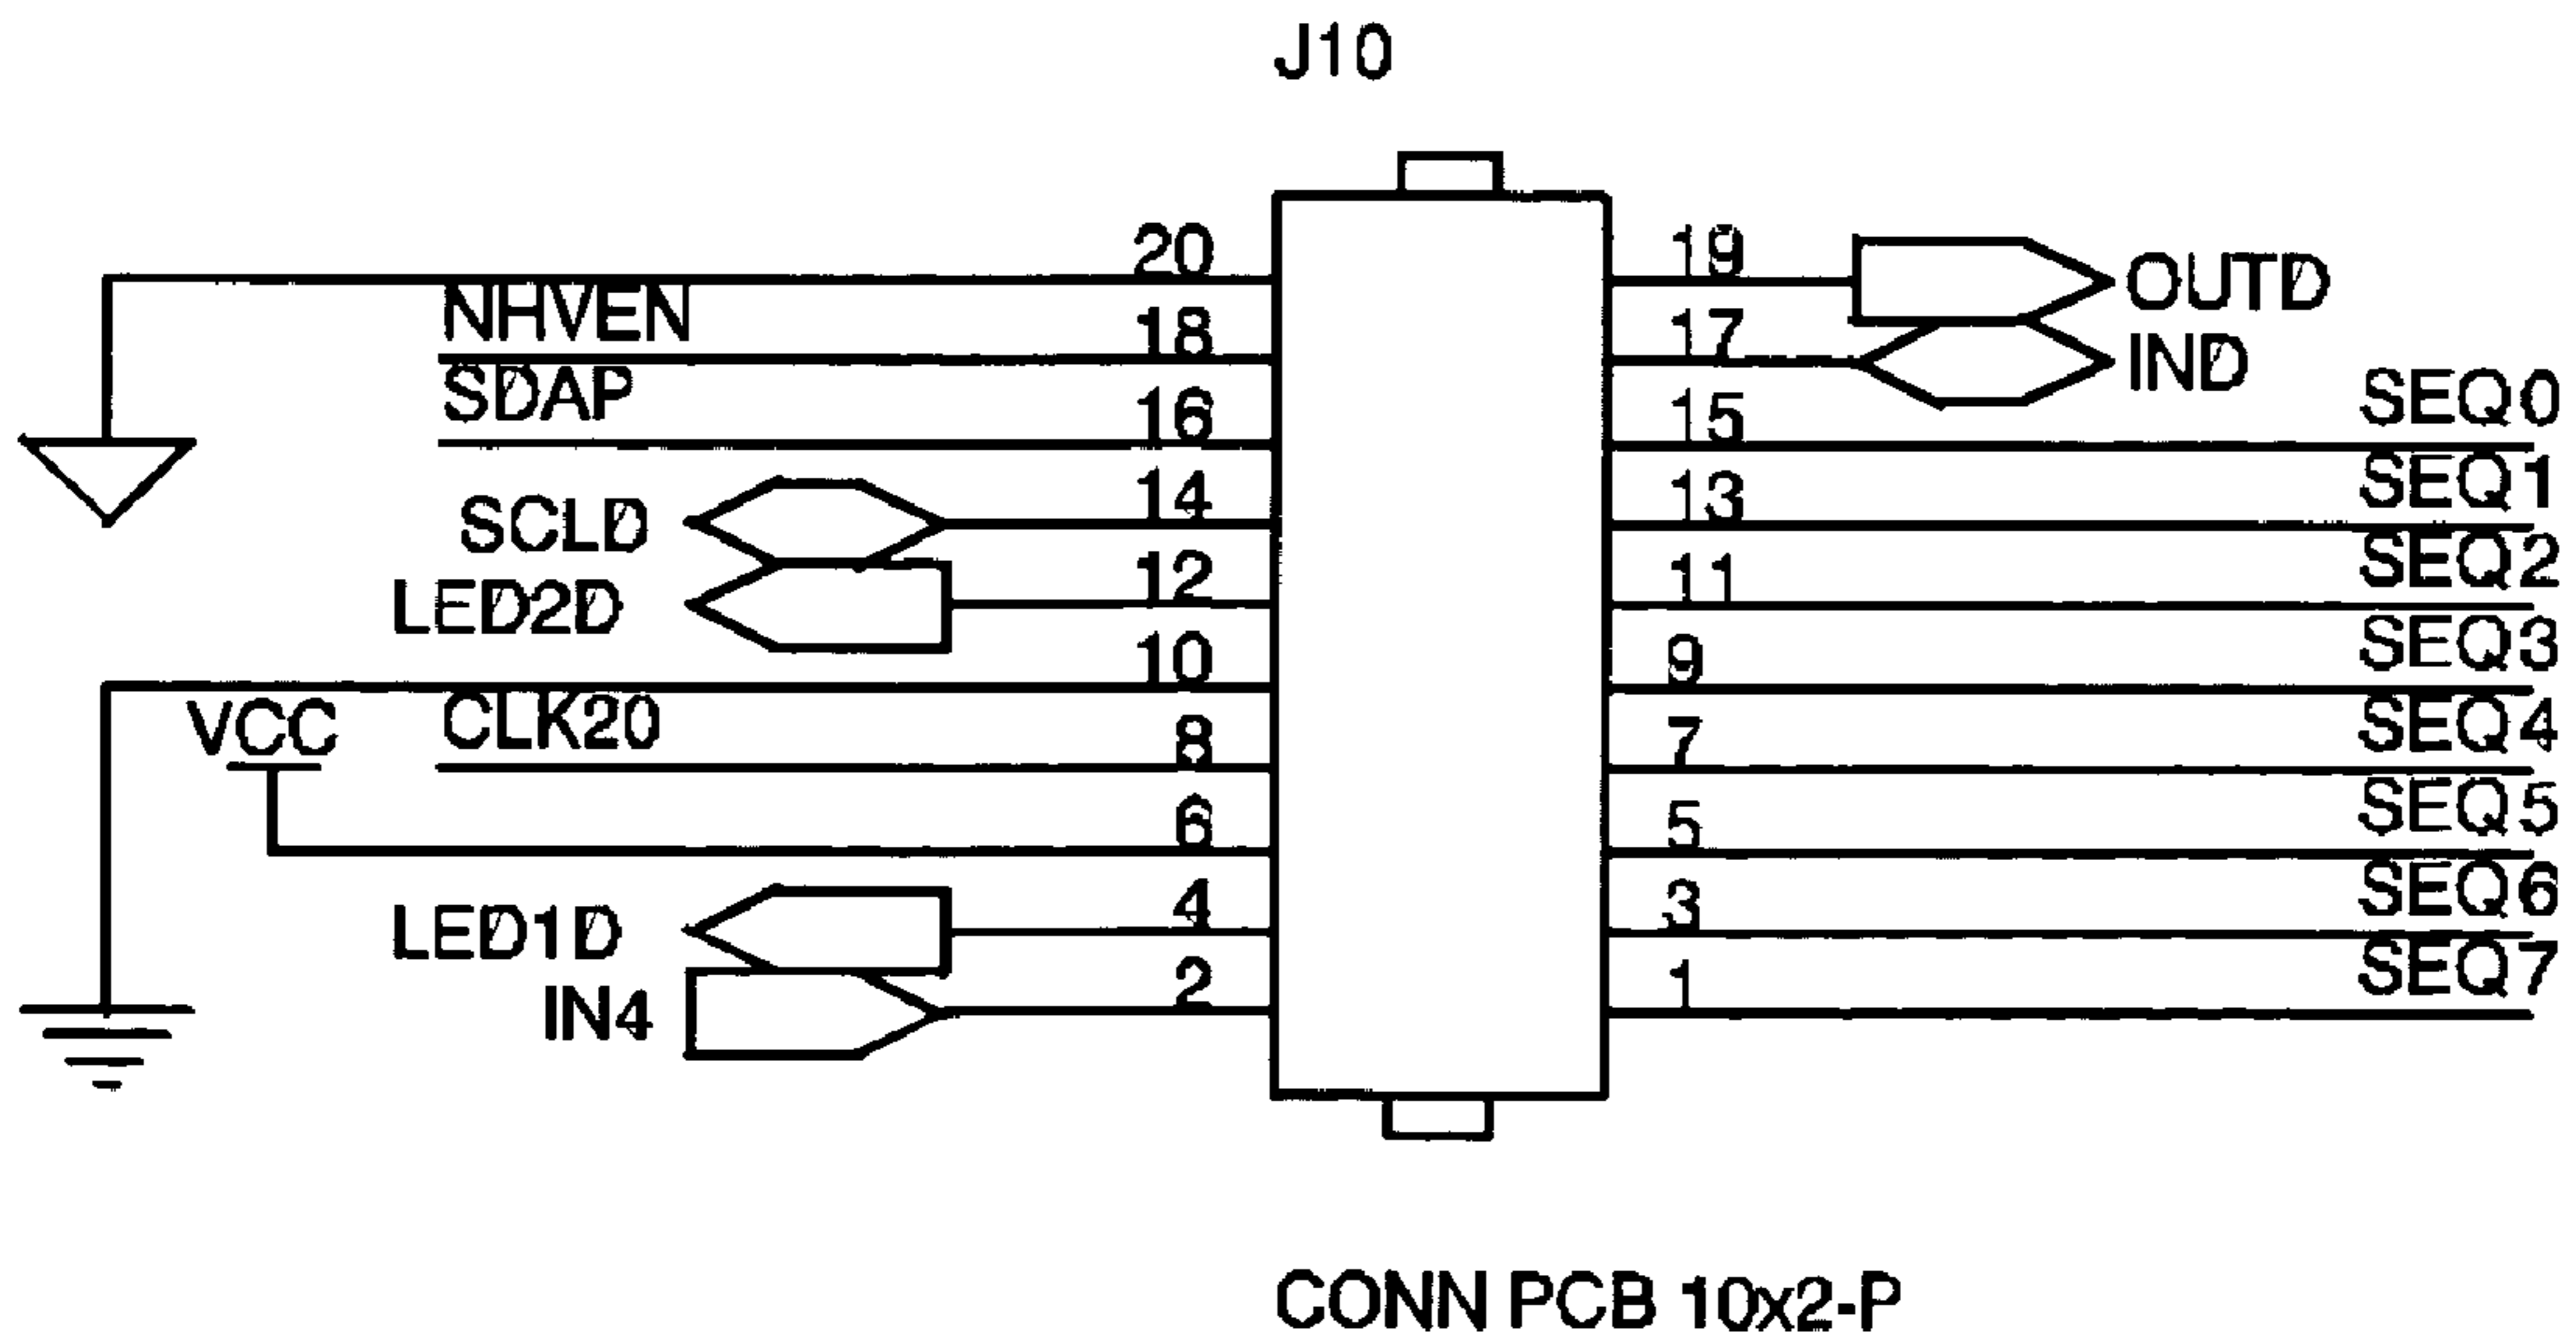 J10
20 19 OUTD
NHVEN 18 17 IND
SDAP 16 15 SEQ0
SCLD 14 13 SEQ1
LED2D 12 11 SEQ2
10 9 SEQ3
VCC CLK20 8 7 SEQ4
6 5 SEQ5
LED1D 4 3 SEQ6
IN4 2 1 SEQ7
CONN PCB 10x2-P